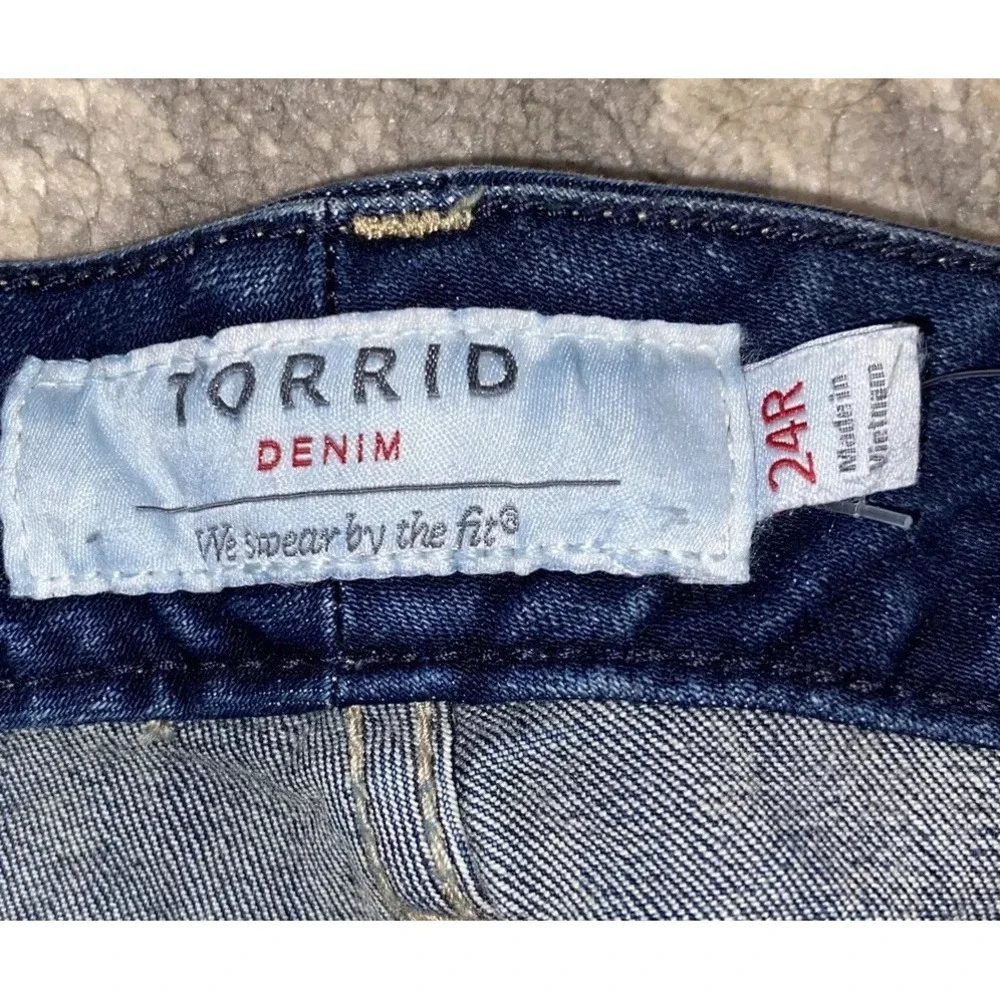 TORRID
DENIM
We swear by the fit®
24R
Made in
Vietnam